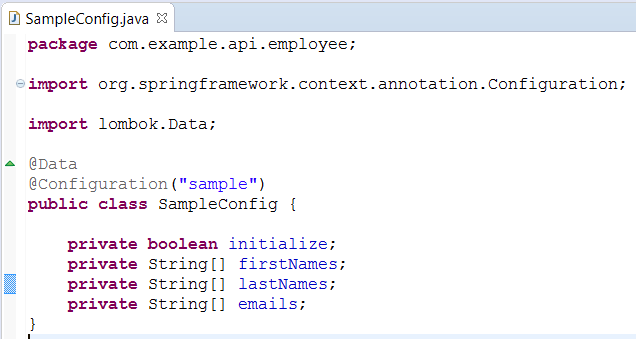 SampleConfig.java
package com.example.api.employee;
import org.springframework.context.annotation.Configuration;
import lombok.Data;
@Data
@Configuration("sample")
public class SampleConfig {
private boolean initialize;
private String[] firstNames;
private String[] lastNames;
private String[] emails;
}